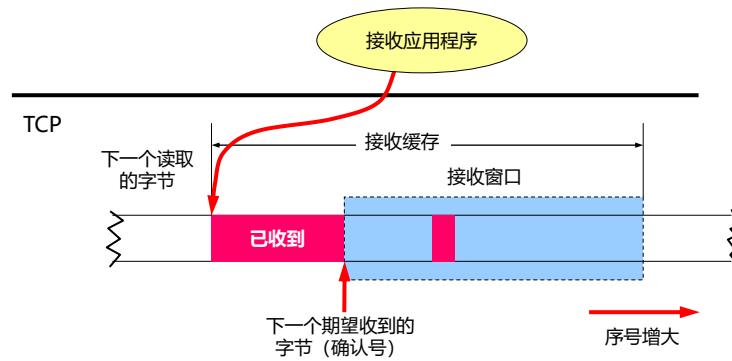 接收应用程序
TCP
接收缓存
下一个读取
的字节
接收窗口
已收到
下一个期望收到的
字节（确认号）
序号增大